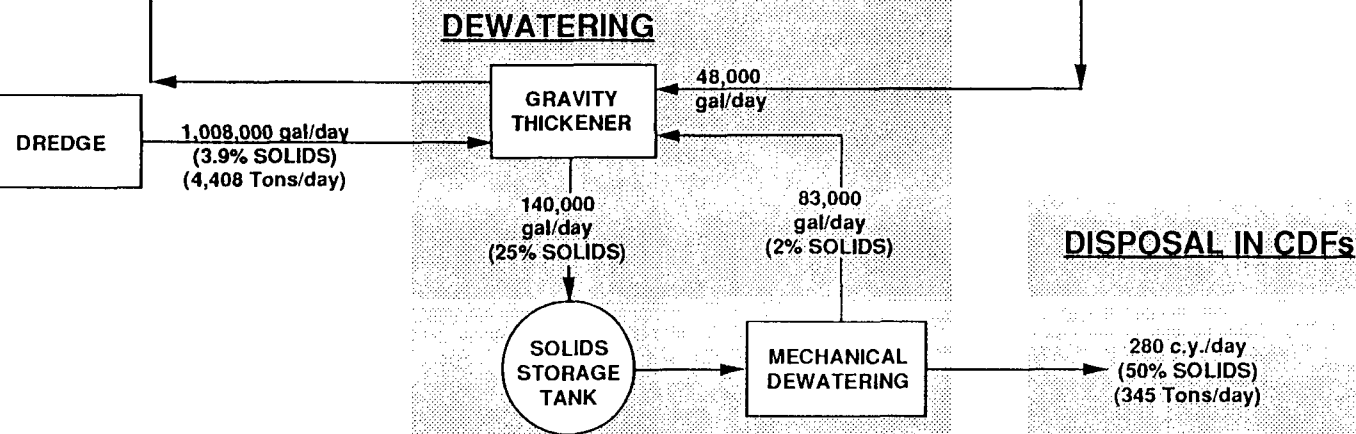 DEWATERING
48,000
gal/day
GRAVITY
THICKENER
DREDGE
1,008,000 gal/day
(3.9% SOLIDS)
(4,408 Tons/day)
140,000
gal/day
(25% SOLIDS)
83,000
gal/day
(2% SOLIDS)
DISPOSAL IN CDFs
SOLIDS
STORAGE
TANK
MECHANICAL
DEWATERING
280 c.y./day
(50% SOLIDS)
(345 Tons/day)